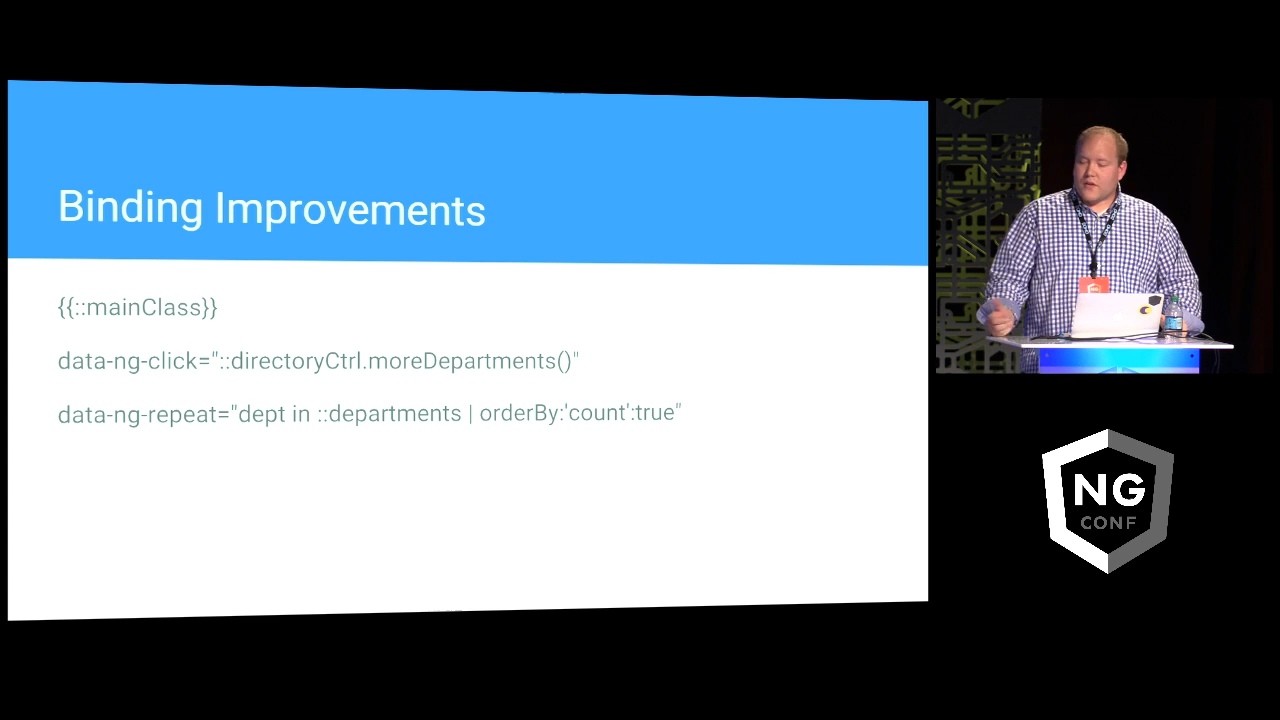 Binding Improvements
{{::mainClass}}
data-ng-click="::directoryCtrl.moreDepartments()"
data-ng-repeat="dept in ::departments | orderBy:'count':true"
NG
CONF